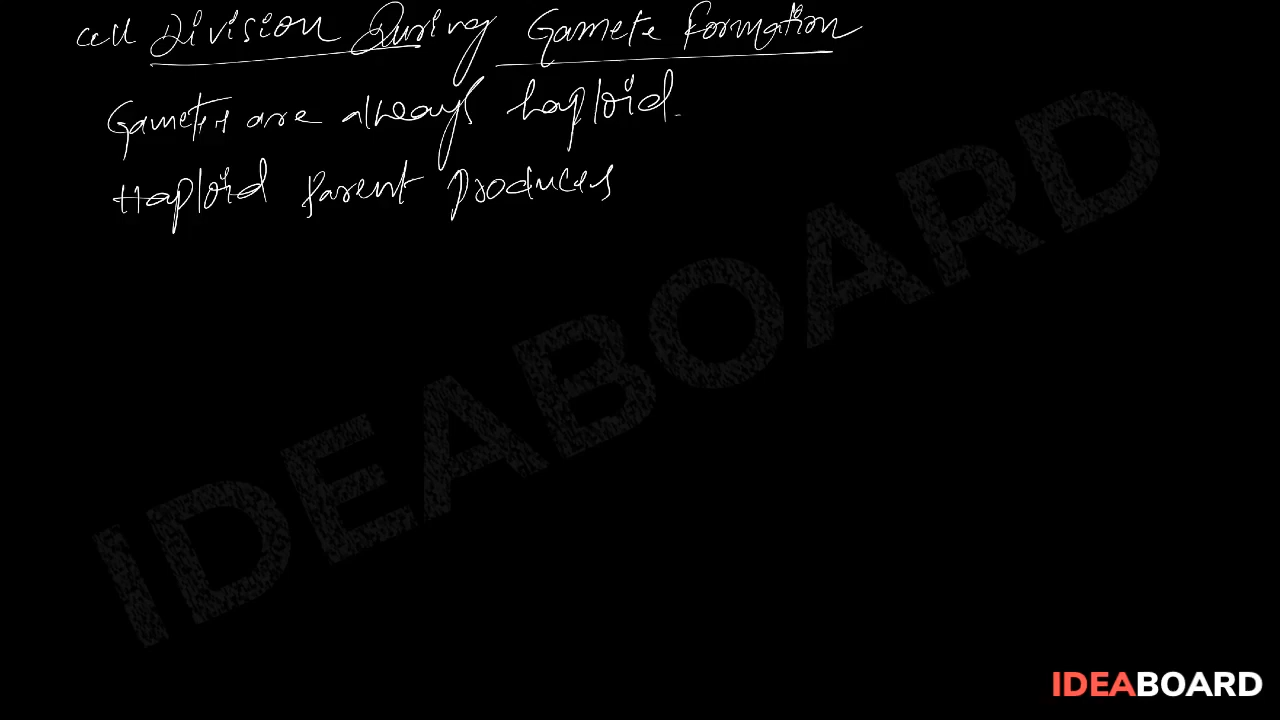 Cell Division During Gamete Formation
Gametes are always haploid.
Haploid Parent Produces
IDEABOARD
IDEABOARD